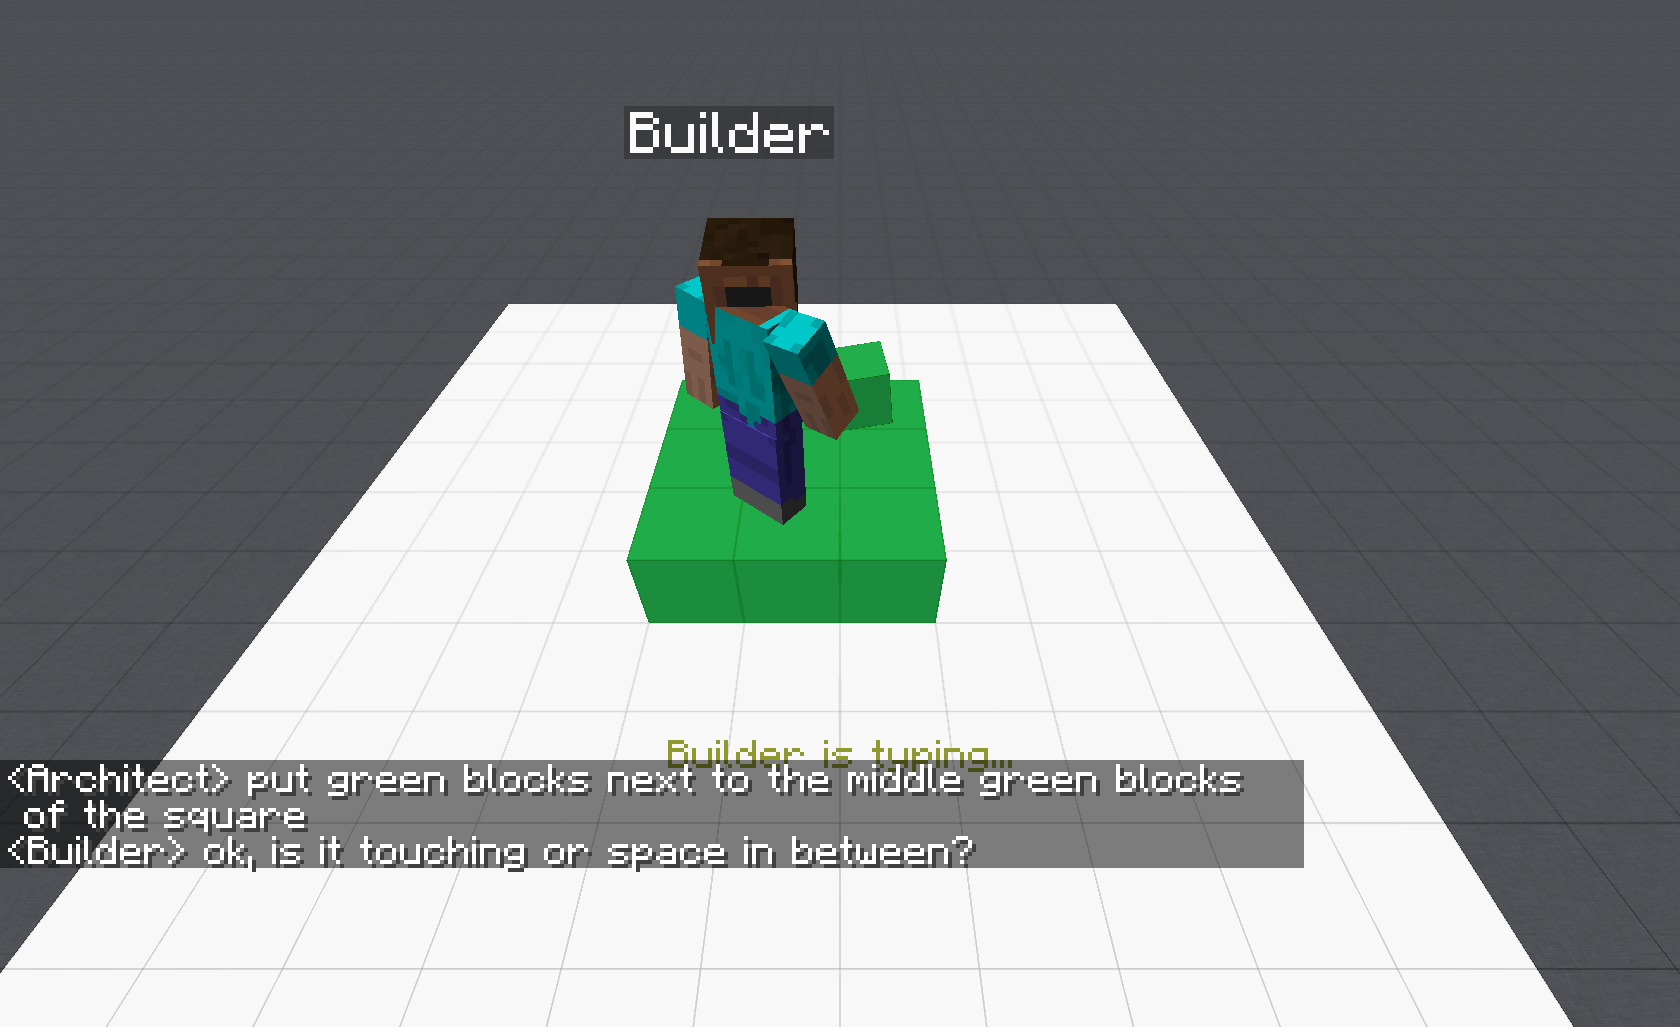 Builder
Builder is typing...
<Architect> put green blocks next to the middle green blocks
of the square
<Builder> ok, is it touching or space in between?